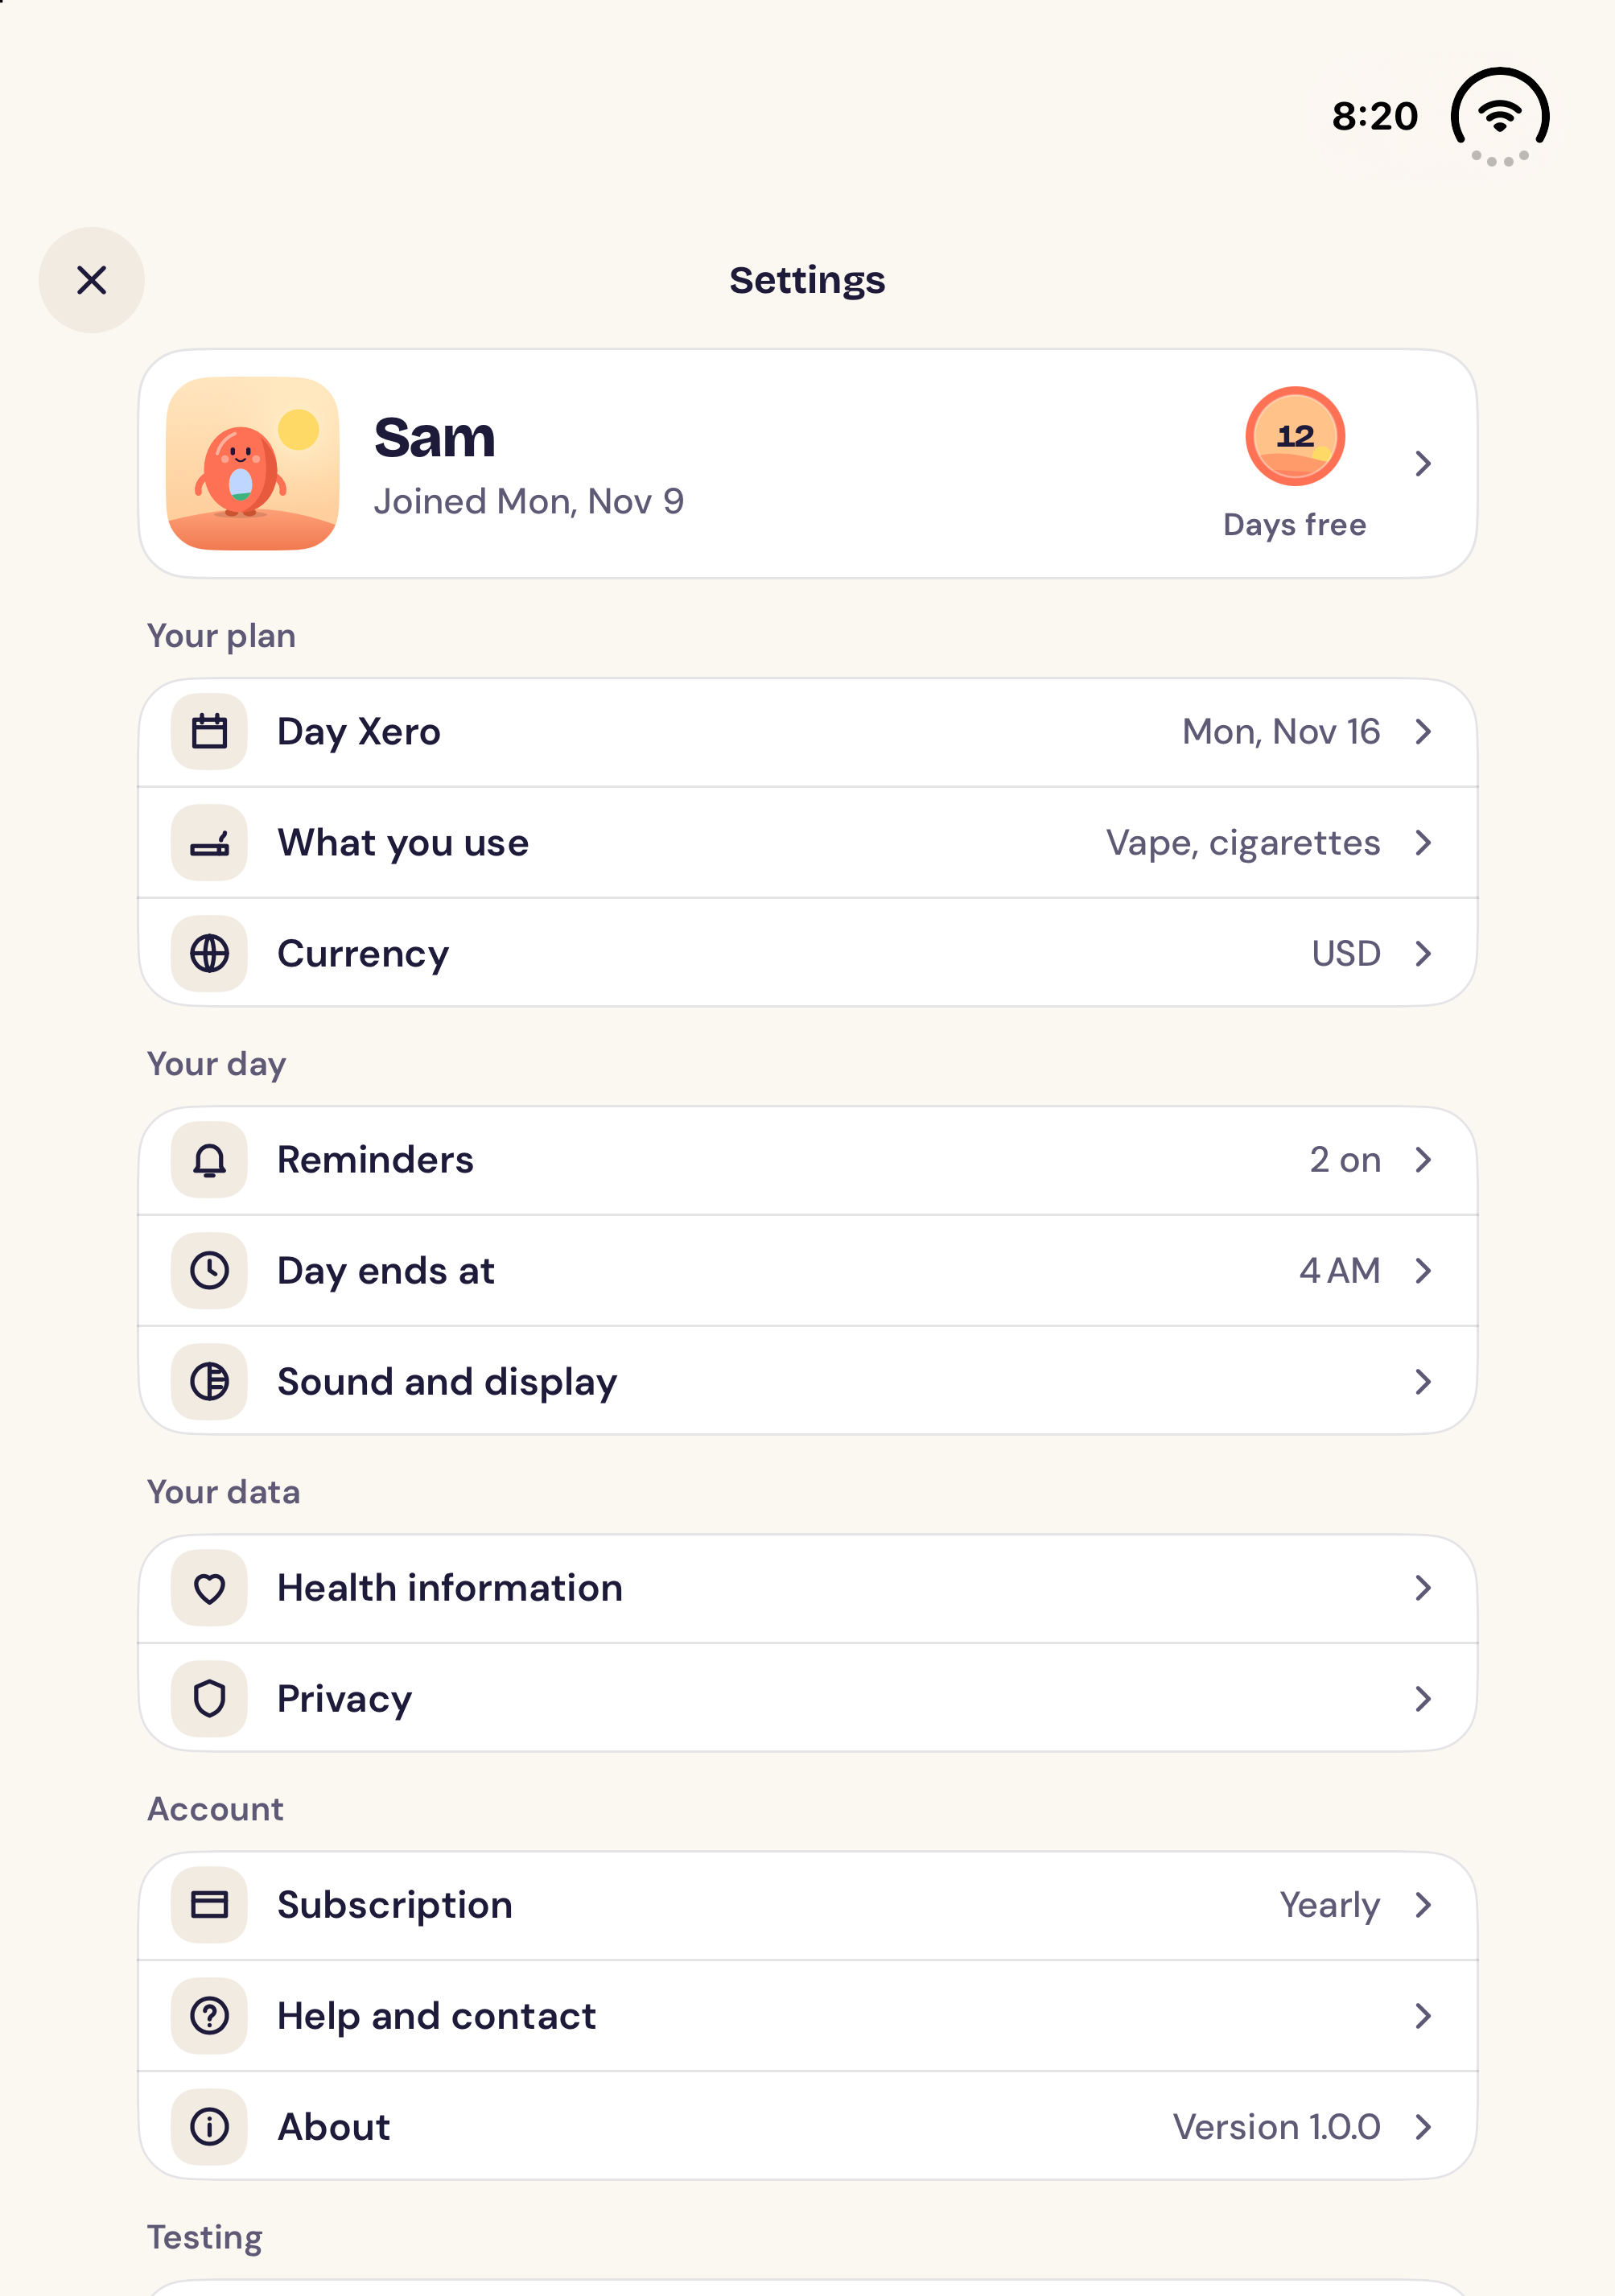 8:20
Settings
Sam
Joined Mon, Nov 9
12
Days free
Your plan
Day Xero
Mon, Nov 16
What you use
Vape, cigarettes
Currency
USD
Your day
Reminders
2 on
Day ends at
4 AM
Sound and display
Your data
Health information
Privacy
Account
Subscription
Yearly
Help and contact
About
Version 1.0.0
Testing